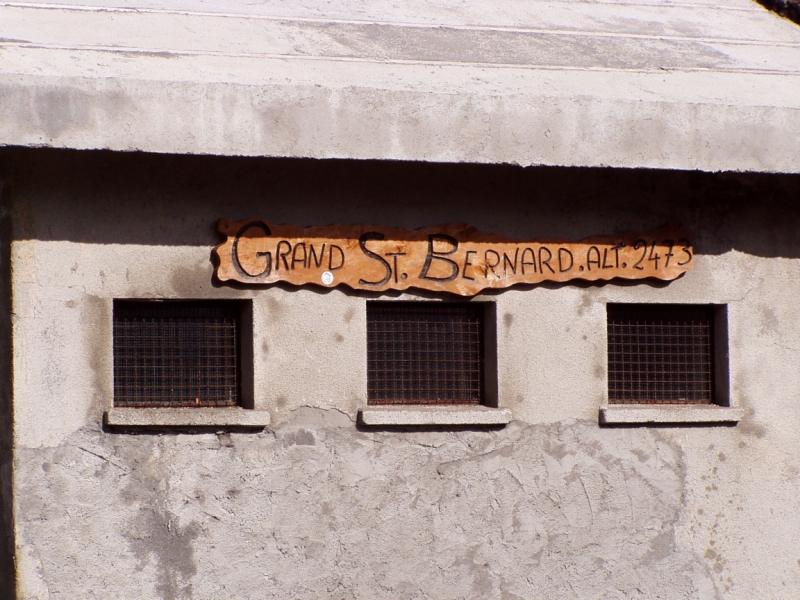 GRAND ST. BERNARD. ALT. 2473